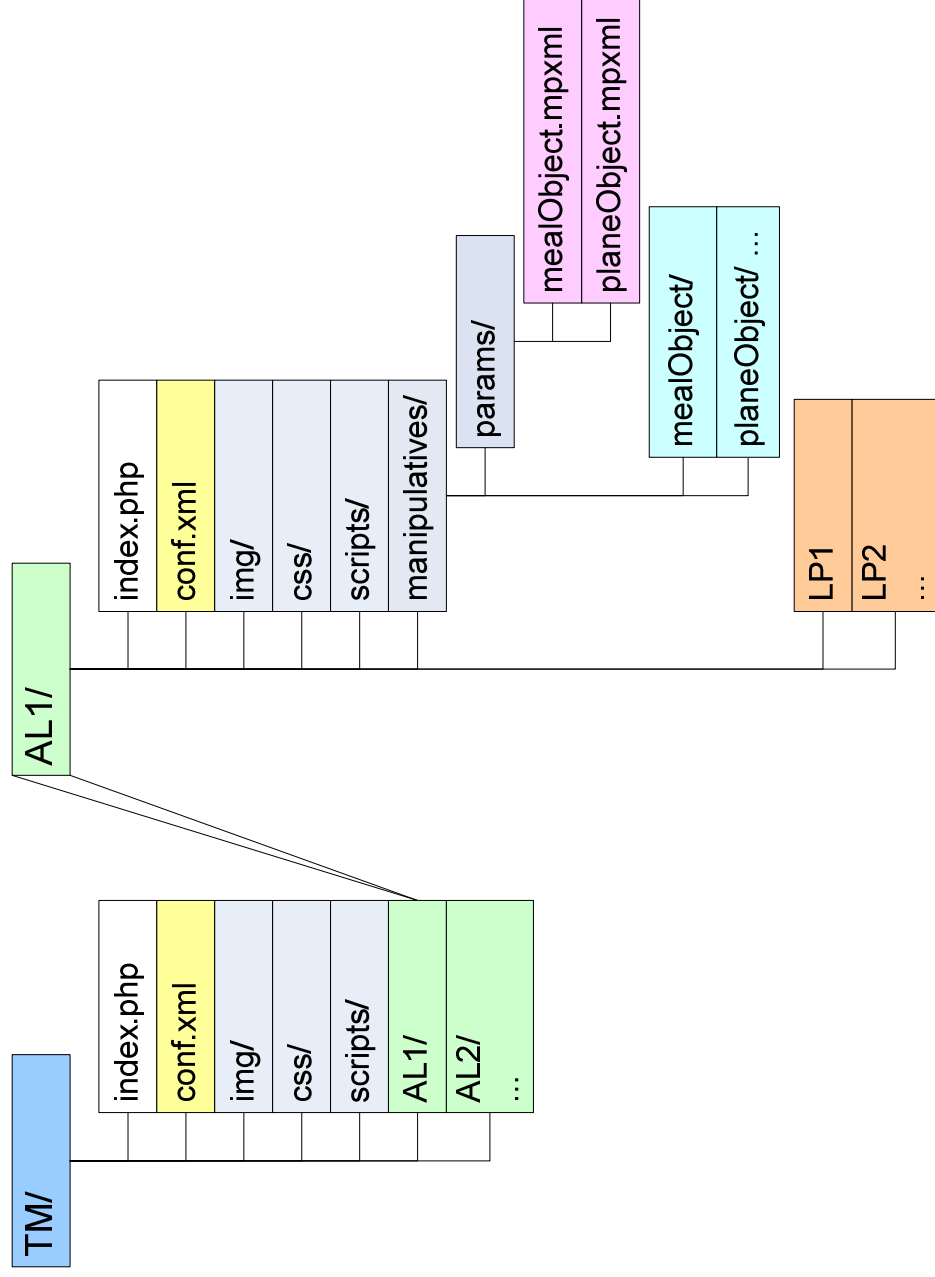 TM/
index.php
conf.xml
img/
css/
scripts/
AL1/
AL2/
...
AL1/
index.php
conf.xml
img/
css/
scripts/
manipulatives/
params/
mealObject.mpxml
planeObject.mpxml
mealObject/
planeObject/ ...
LP1
LP2
...